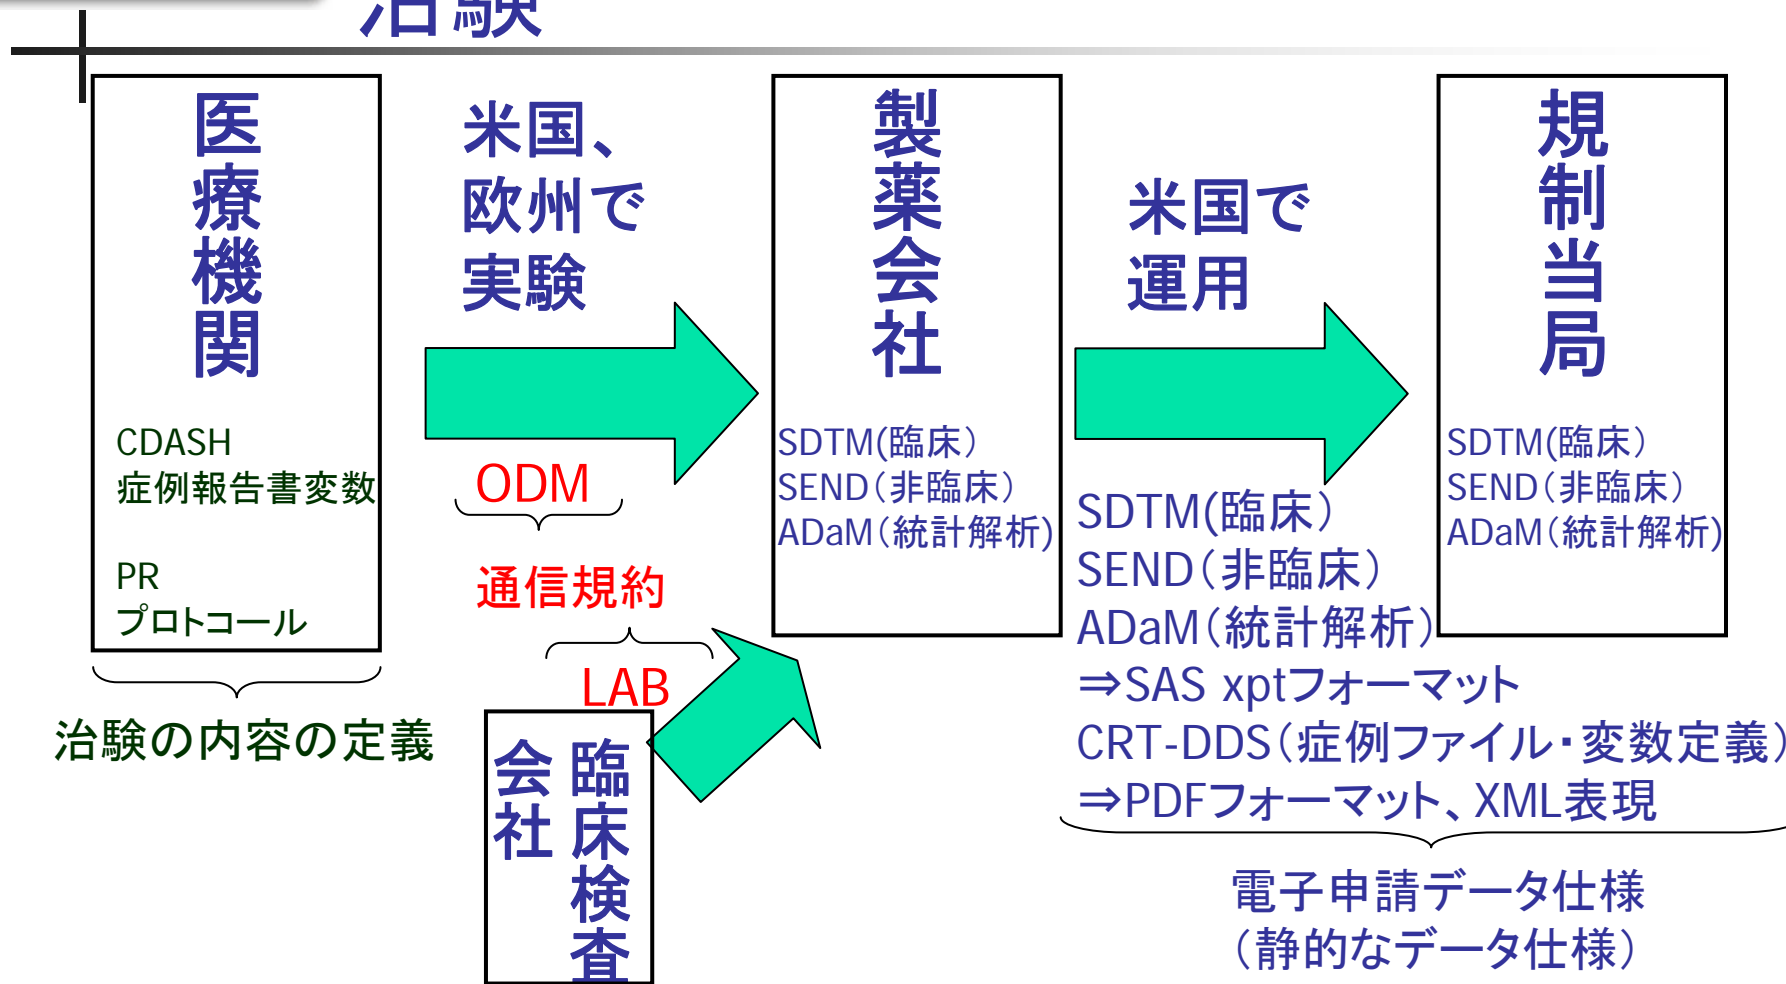 治験
医療機関
CDASH
症例報告書変数
PR
プロトコール
治験の内容の定義
米国、
欧州で
実験
ODM
通信規約
LAB
臨床検査
会社
製薬会社
SDTM(臨床）
SEND（非臨床）
ADaM（統計解析)
米国で
運用
SDTM(臨床）
SEND（非臨床）
ADaM（統計解析）
⇒SAS xptフォーマット
CRT-DDS（症例ファイル・変数定義）
⇒PDFフォーマット、XML表現
電子申請データ仕様
（静的なデータ仕様）
規制当局
SDTM(臨床）
SEND（非臨床）
ADaM（統計解析)